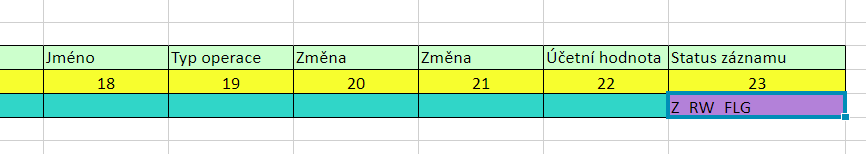 Jméno Typ operace Změna Změna Účetní hodnota Status záznamu
18 19 20 21 22 23
Z_RW_FLG